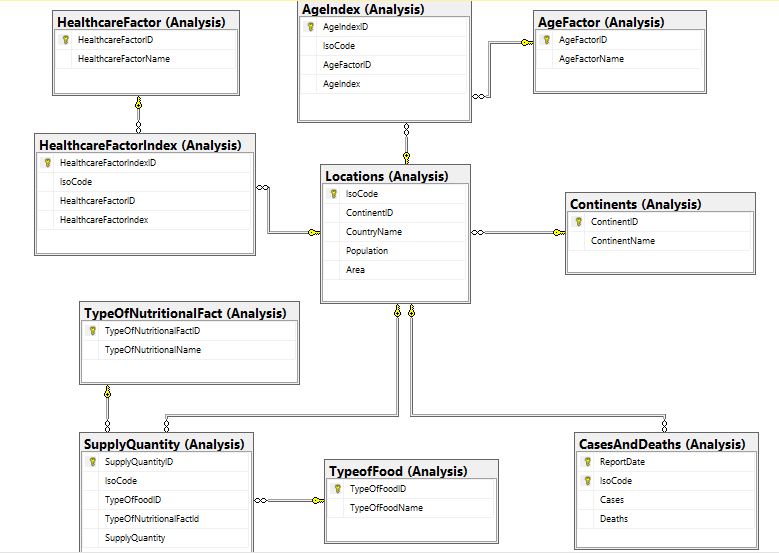 HealthcareFactor (Analysis)
HealthcareFactorID
HealthcareFactorName
AgeIndex (Analysis)
AgeIndexID
IsoCode
AgeFactorID
AgeIndex
AgeFactor (Analysis)
AgeFactorID
AgeFactorName
HealthcareFactorIndex (Analysis)
HealthcareFactorIndexID
IsoCode
HealthcareFactorID
HealthcareFactorIndex
Locations (Analysis)
IsoCode
ContinentID
CountryName
Population
Area
Continents (Analysis)
ContinentID
ContinentName
TypeOfNutritionalFact (Analysis)
TypeOfNutritionalFactID
TypeOfNutritionalName
SupplyQuantity (Analysis)
SupplyQuantityID
IsoCode
TypeOfFoodID
TypeOfNutritionalFactId
SupplyQuantity
TypeofFood (Analysis)
TypeOfFoodID
TypeOfFoodName
CasesAndDeaths (Analysis)
ReportDate
IsoCode
Cases
Deaths